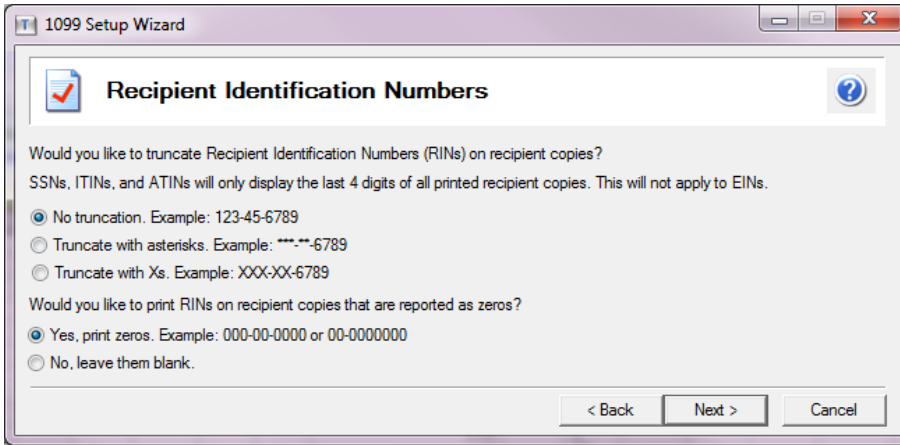 1099 Setup Wizard
Recipient Identification Numbers
Would you like to truncate Recipient Identification Numbers (RINs) on recipient copies?
SSNs, ITINs, and ATINs will only display the last 4 digits of all printed recipient copies. This will not apply to EINs.
No truncation. Example: 123-45-6789
Truncate with asterisks. Example: ***-**-6789
Truncate with Xs. Example: XXX-XX-6789
Would you like to print RINs on recipient copies that are reported as zeros?
Yes, print zeros. Example: 000-00-0000 or 00-0000000
No, leave them blank.
< Back Next > Cancel